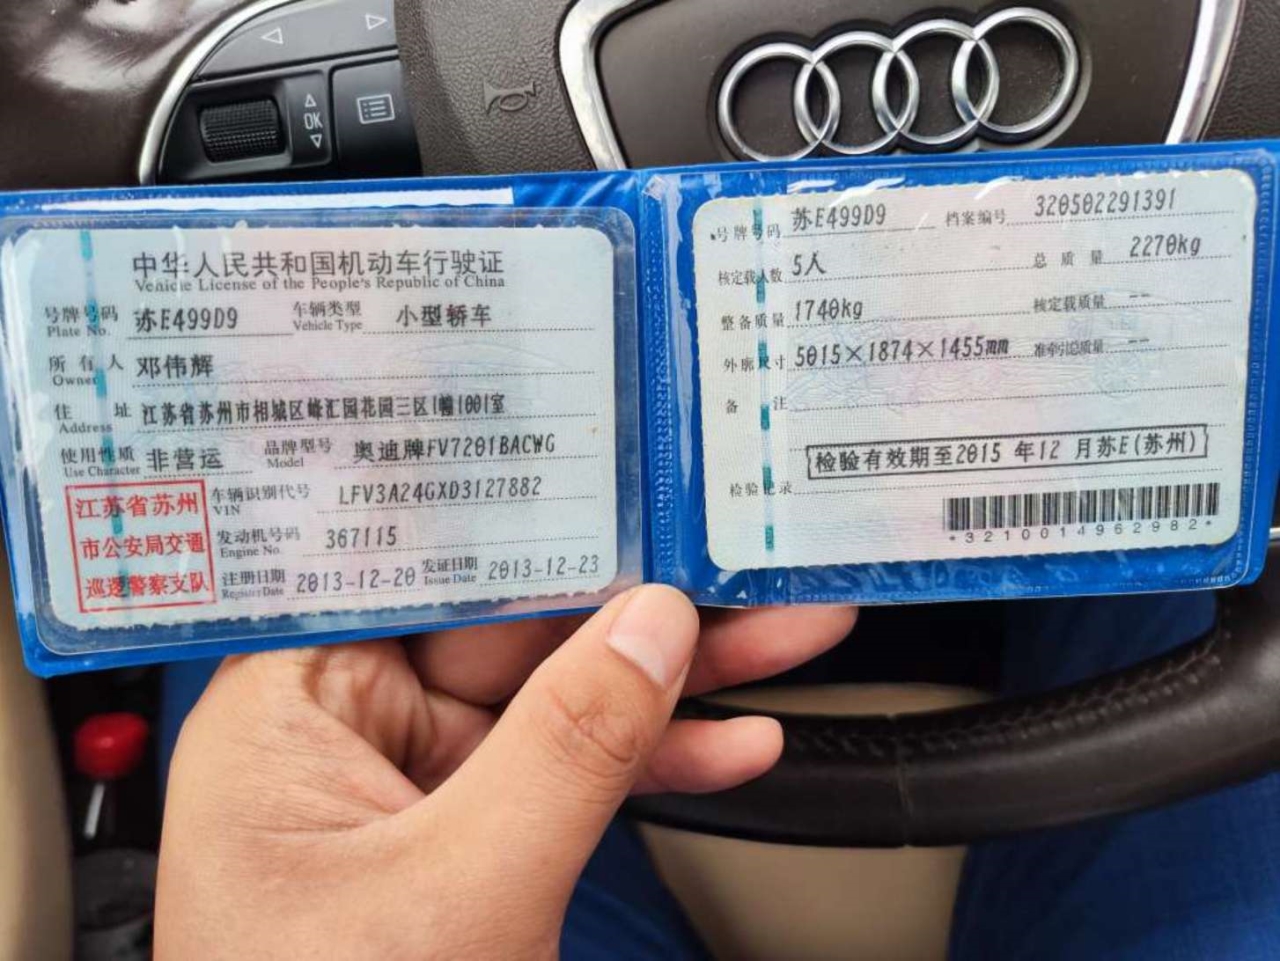 OK
中华人民共和国机动车行驶证
Vehicle License of the People's Republic of China
号牌号码 苏E499D9 车辆类型 小型轿车
Plate No. Vehicle Type
所有人 邓伟辉
Owner
住址 江苏省苏州市相城区峰汇园花园三区1幢1001室
Address
使用性质 非营运 品牌型号 奥迪牌FV7201BACWG
Use Character Model
江苏省苏州
市公安局交通
巡逻警察支队
车辆识别代号 LFV3A24GXD3127882
VIN
发动机号码 367115
Engine No.
注册日期 2013-12-20 发证日期 2013-12-23
Register Date Issue Date
号牌号码 苏E499D9 档案编号 320502291391
核定载人数 5人 总质量 2270kg
整备质量 1740kg 核定载质量 --
外廓尺寸 5015×1874×1455mm 准牵引总质量 --
备注
检验有效期至2015 年12 月苏E(苏州)
检验记录
*3210014962982*